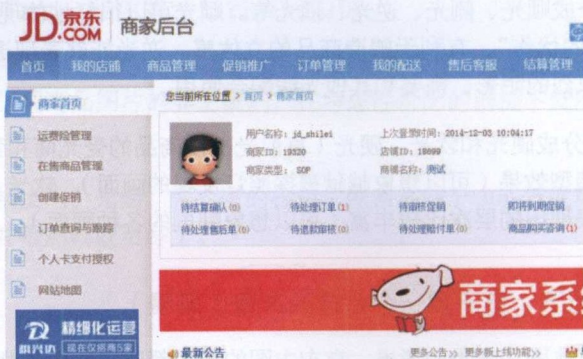 JD 京东 .COM 商家后台
首页 我的店铺 商品管理 促销推广 订单管理 我的配送 售后客服 结算管理
商家首页
您当前所在位置 > 首页 > 商家首页
运费险管理
在售商品管理
创建促销
订单查询与跟踪
个人卡支付授权
网站地图
用户名称: jd_shilei 上次登录时间: 2014-12-03 10:04:17
商家ID: 19320 店铺ID: 18099
商家类型: SOP 商铺名称: 测试
待结算确认(0) 待处理订单(1) 待审核促销 即将到期促销
待处理售后单(0) 待退款审核(0) 待处理赔付单(0) 商品购买咨询(1)
商家系
精细化运营
现在仅招商5家
最新公告 更多公告>> 更多新上线功能>>